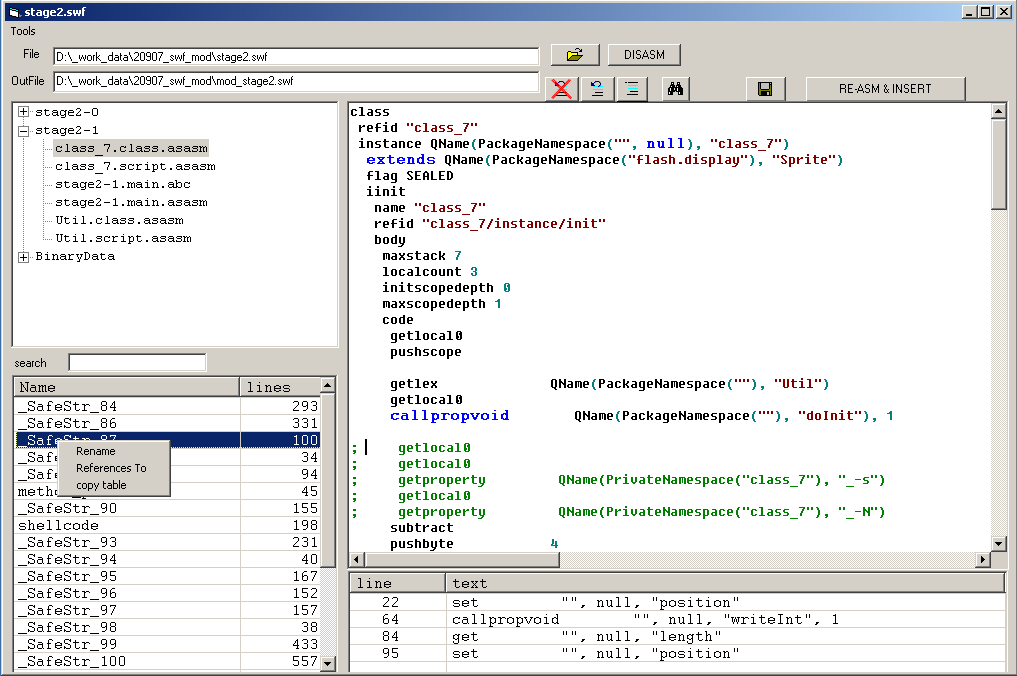 stage2.swf
Tools
File D:\_work_data\20907_swf_mod\stage2.swf DISASM
OutFile D:\_work_data\20907_swf_mod\mod_stage2.swf
RE-ASM & INSERT
stage2-0
stage2-1
class_7.class.asasm
class_7.script.asasm
stage2-1.main.abc
stage2-1.main.asasm
Util.class.asasm
Util.script.asasm
BinaryData
search
Name lines
_SafeStr_84 293
_SafeStr_86 331
_SafeStr_87 100
34
94
45
_SafeStr_90 155
shellcode 198
_SafeStr_93 231
_SafeStr_94 40
_SafeStr_95 167
_SafeStr_96 152
_SafeStr_97 157
_SafeStr_98 38
_SafeStr_99 433
_SafeStr_100 557
Rename
References To
copy table
class
refid "class_7"
instance QName(PackageNamespace("", null), "class_7")
extends QName(PackageNamespace("flash.display"), "Sprite")
flag SEALED
iinit
name "class_7"
refid "class_7/instance/init"
body
maxstack 7
localcount 3
initscopedepth 0
maxscopedepth 1
code
getlocal0
pushscope
getlex QName(PackageNamespace(""), "Util")
getlocal0
callpropvoid QName(PackageNamespace(""), "doInit"), 1
; getlocal0
; getlocal0
; getproperty QName(PrivateNamespace("class_7"), "_-s")
; getlocal0
; getproperty QName(PrivateNamespace("class_7"), "_-N")
subtract
pushbyte 4
line text
22 set "", null, "position"
64 callpropvoid "", null, "writeInt", 1
84 get "", null, "length"
95 set "", null, "position"